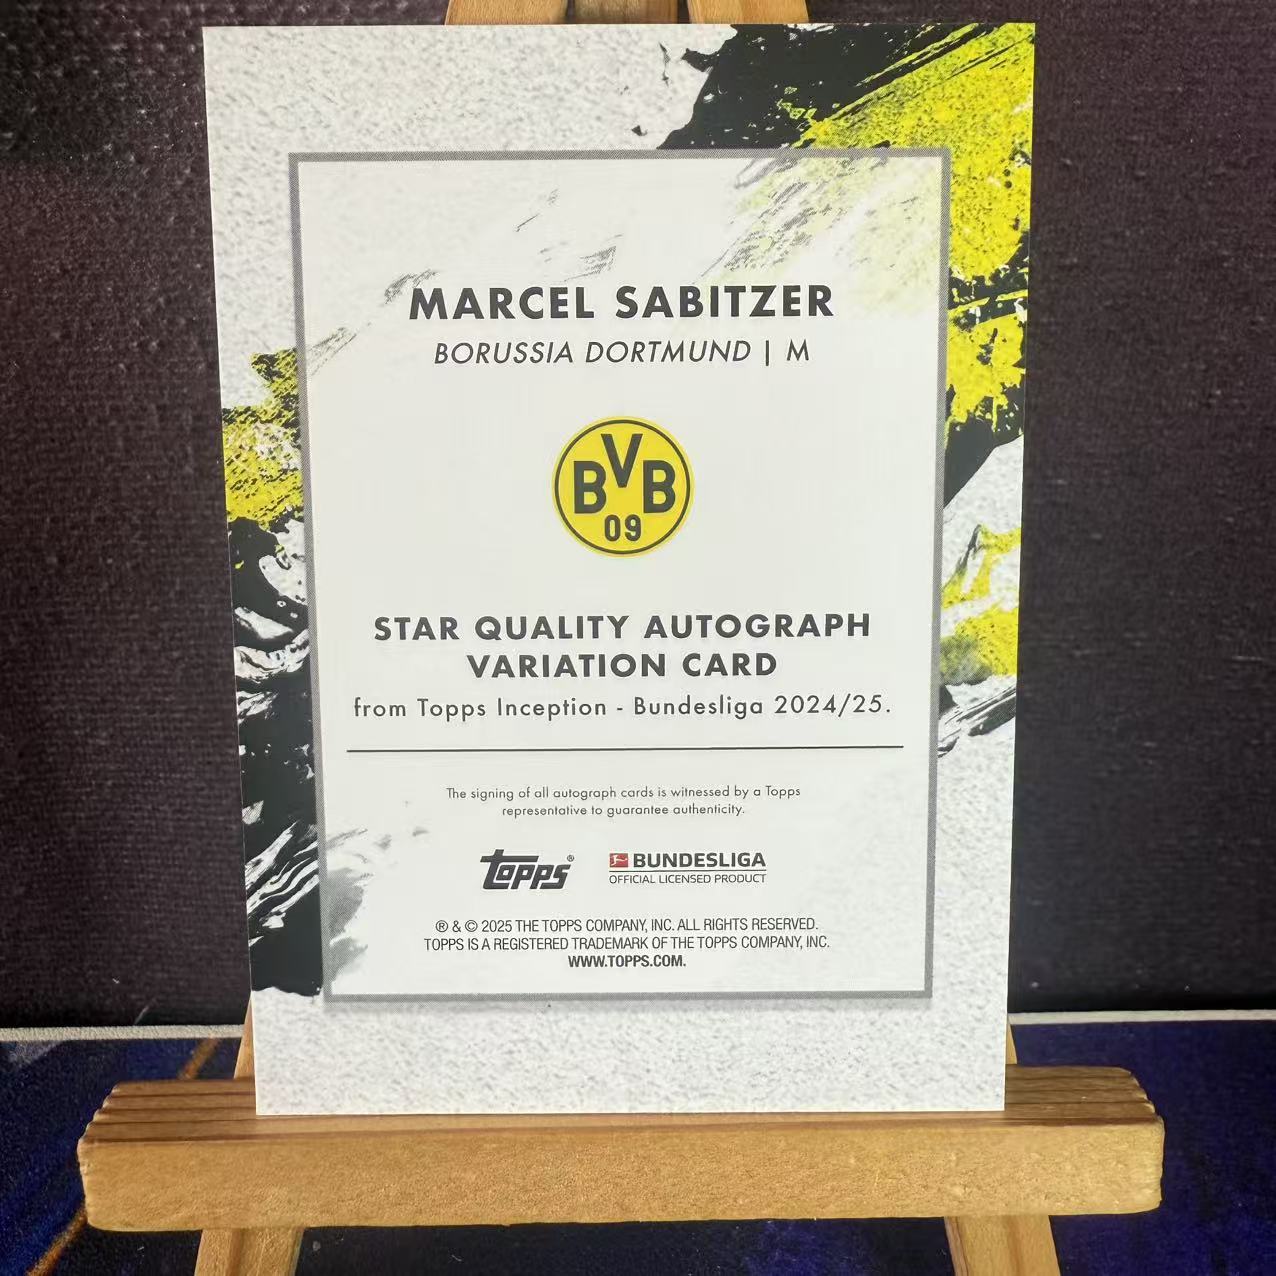 MARCEL SABITZER
BORUSSIA DORTMUND | M
BVB
09
STAR QUALITY AUTOGRAPH
VARIATION CARD
from Topps Inception - Bundesliga 2024/25.
The signing of all autograph cards is witnessed by a Topps
representative to guarantee authenticity.
Topps® BUNDESLIGA
OFFICIAL LICENSED PRODUCT
® & © 2025 THE TOPPS COMPANY, INC. ALL RIGHTS RESERVED.
TOPPS IS A REGISTERED TRADEMARK OF THE TOPPS COMPANY, INC.
WWW.TOPPS.COM.